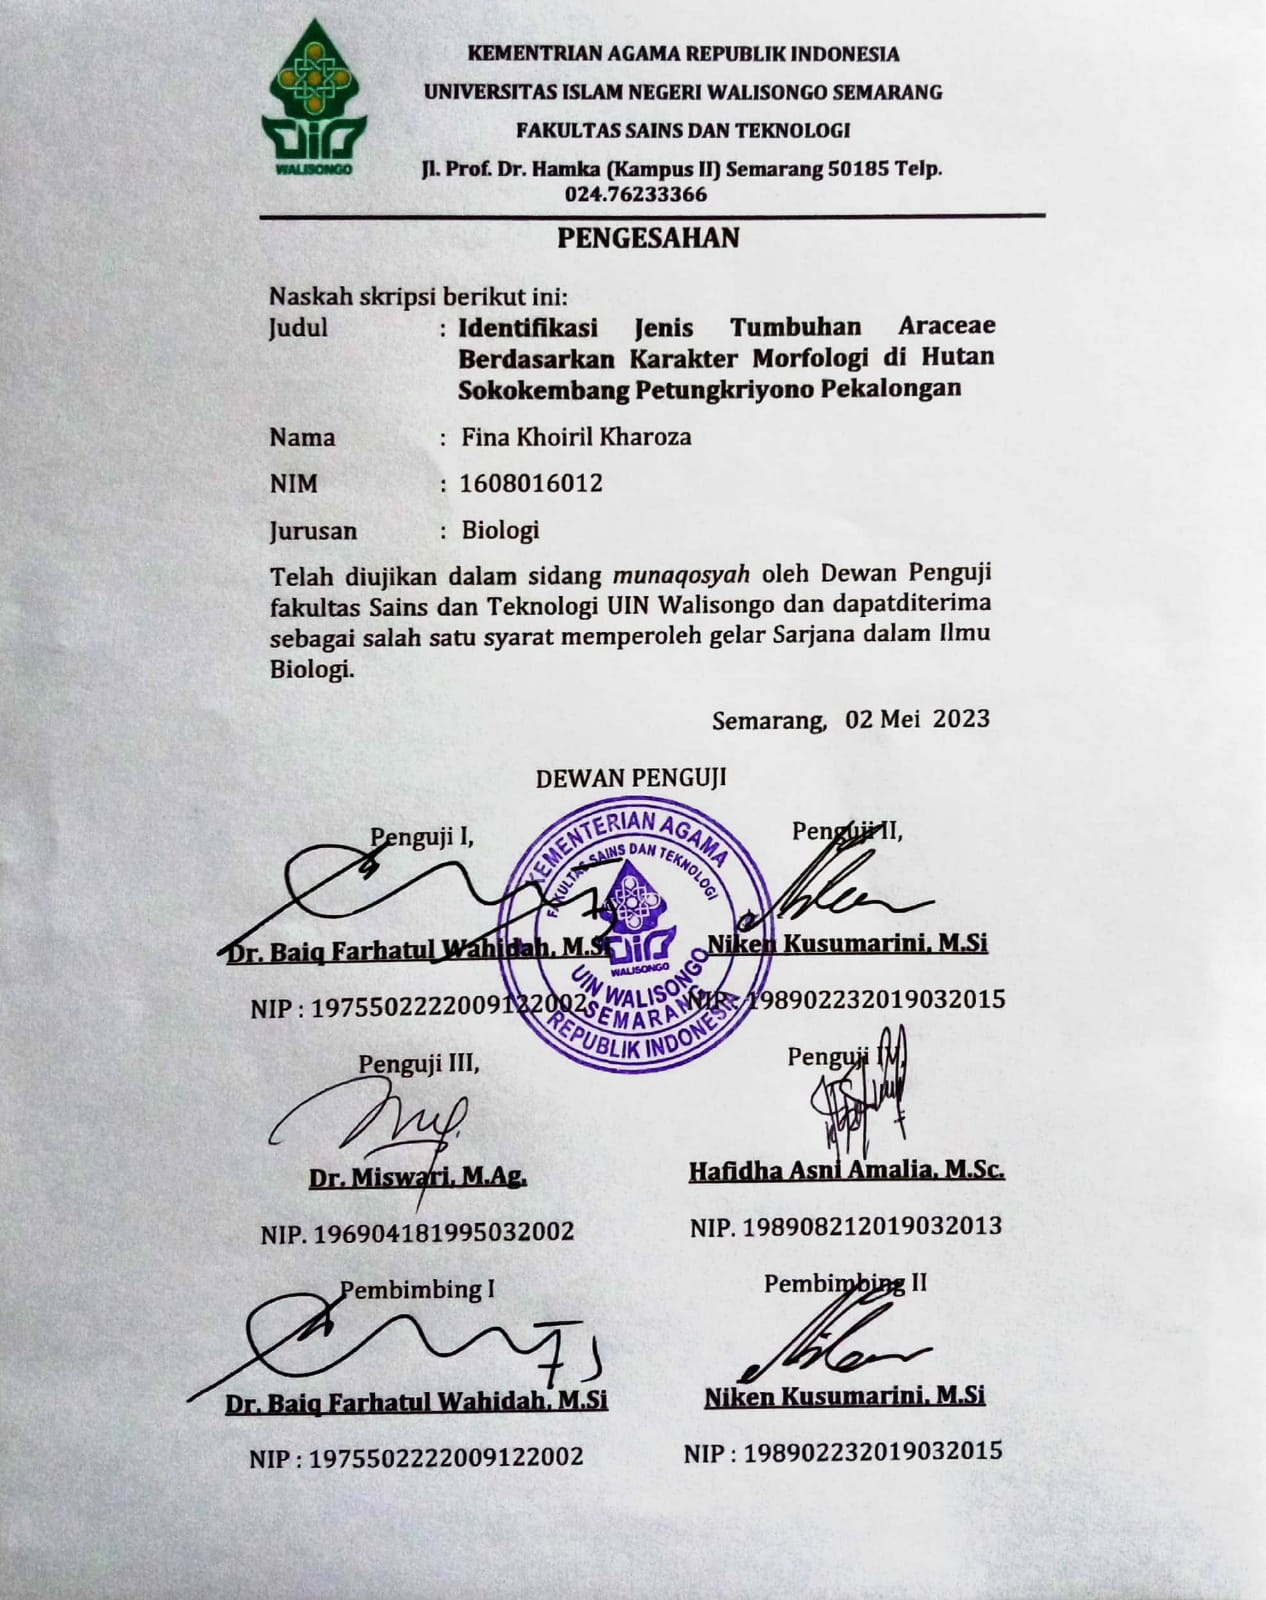 WALISONGO
KEMENTRIAN AGAMA REPUBLIK INDONESIA
UNIVERSITAS ISLAM NEGERI WALISONGO SEMARANG
FAKULTAS SAINS DAN TEKNOLOGI
Jl. Prof. Dr. Hamka (Kampus II) Semarang 50185 Telp.
024.76233366
PENGESAHAN
Naskah skripsi berikut ini:
Judul : Identifikasi Jenis Tumbuhan Araceae
Berdasarkan Karakter Morfologi di Hutan
Sokokembang Petungkriyono Pekalongan
Nama : Fina Khoiril Kharoza
NIM : 1608016012
Jurusan : Biologi
Telah diujikan dalam sidang munaqosyah oleh Dewan Penguji
fakultas Sains dan Teknologi UIN Walisongo dan dapatditerima
sebagai salah satu syarat memperoleh gelar Sarjana dalam Ilmu
Biologi.
Semarang, 02 Mei 2023
DEWAN PENGUJI
Penguji I, Penguji II,
KEMENTERIAN AGAMA
FAKULTAS SAINS DAN TEKNOLOGI
WALISONGO
UIN WALISONGO
SEMARANG
REPUBLIK INDONESIA
Dr. Baiq Farhatul Wahidah, M.Si Niken Kusumarini, M.Si
NIP : 1975502222009122002 NIP : 198902232019032015
Penguji III, Penguji IV,
Dr. Miswari, M.Ag. Hafidha Asni Amalia, M.Sc.
NIP. 196904181995032002 NIP. 198908212019032013
Pembimbing I Pembimbing II
Dr. Baiq Farhatul Wahidah, M.Si Niken Kusumarini, M.Si
NIP : 1975502222009122002 NIP : 198902232019032015